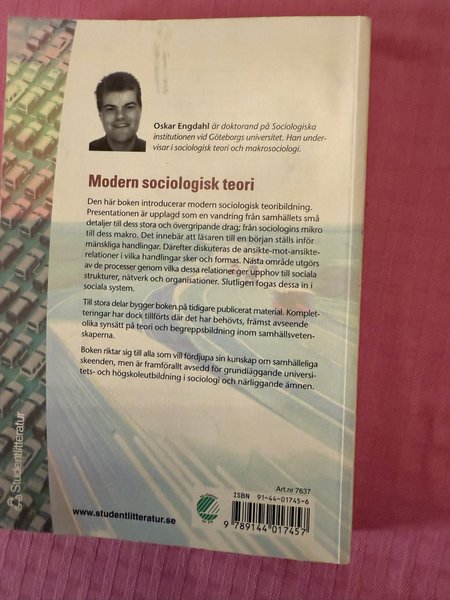 Oskar Engdahl är doktorand på Sociologiska
institutionen vid Göteborgs universitet. Han under-
visar i sociologisk teori och makrosociologi.
Modern sociologisk teori
Den här boken introducerar modern sociologisk teoribildning.
Presentationen är upplagd som en vandring från samhällets små
detaljer till dess stora och övergripande drag; från sociologins mikro
till dess makro. Det innebär att läsaren till en början ställs inför
mänskliga handlingar. Därefter diskuteras de ansikte-mot-ansikte-
relationer i vilka handlingar sker och formas. Nästa område utgörs
av de processer genom vilka dessa relationer ger upphov till sociala
strukturer, nätverk och organisationer. Slutligen fogas dessa in i
sociala system.
Till stora delar bygger boken på tidigare publicerat material. Komplet-
teringar har dock tillförts där det har behövts, främst avseende
olika synsätt på teori och begreppsbildning inom samhällsveten-
skaperna.
Boken riktar sig till alla som vill fördjupa sin kunskap om samhälleliga
skeenden, men är framförallt avsedd för grundläggande universi-
tets- och högskoleutbildning i sociologi och närliggande ämnen.
Studentlitteratur
www.studentlitteratur.se
Art.nr 7637
ISBN 91-44-01745-6
9 789144 017457